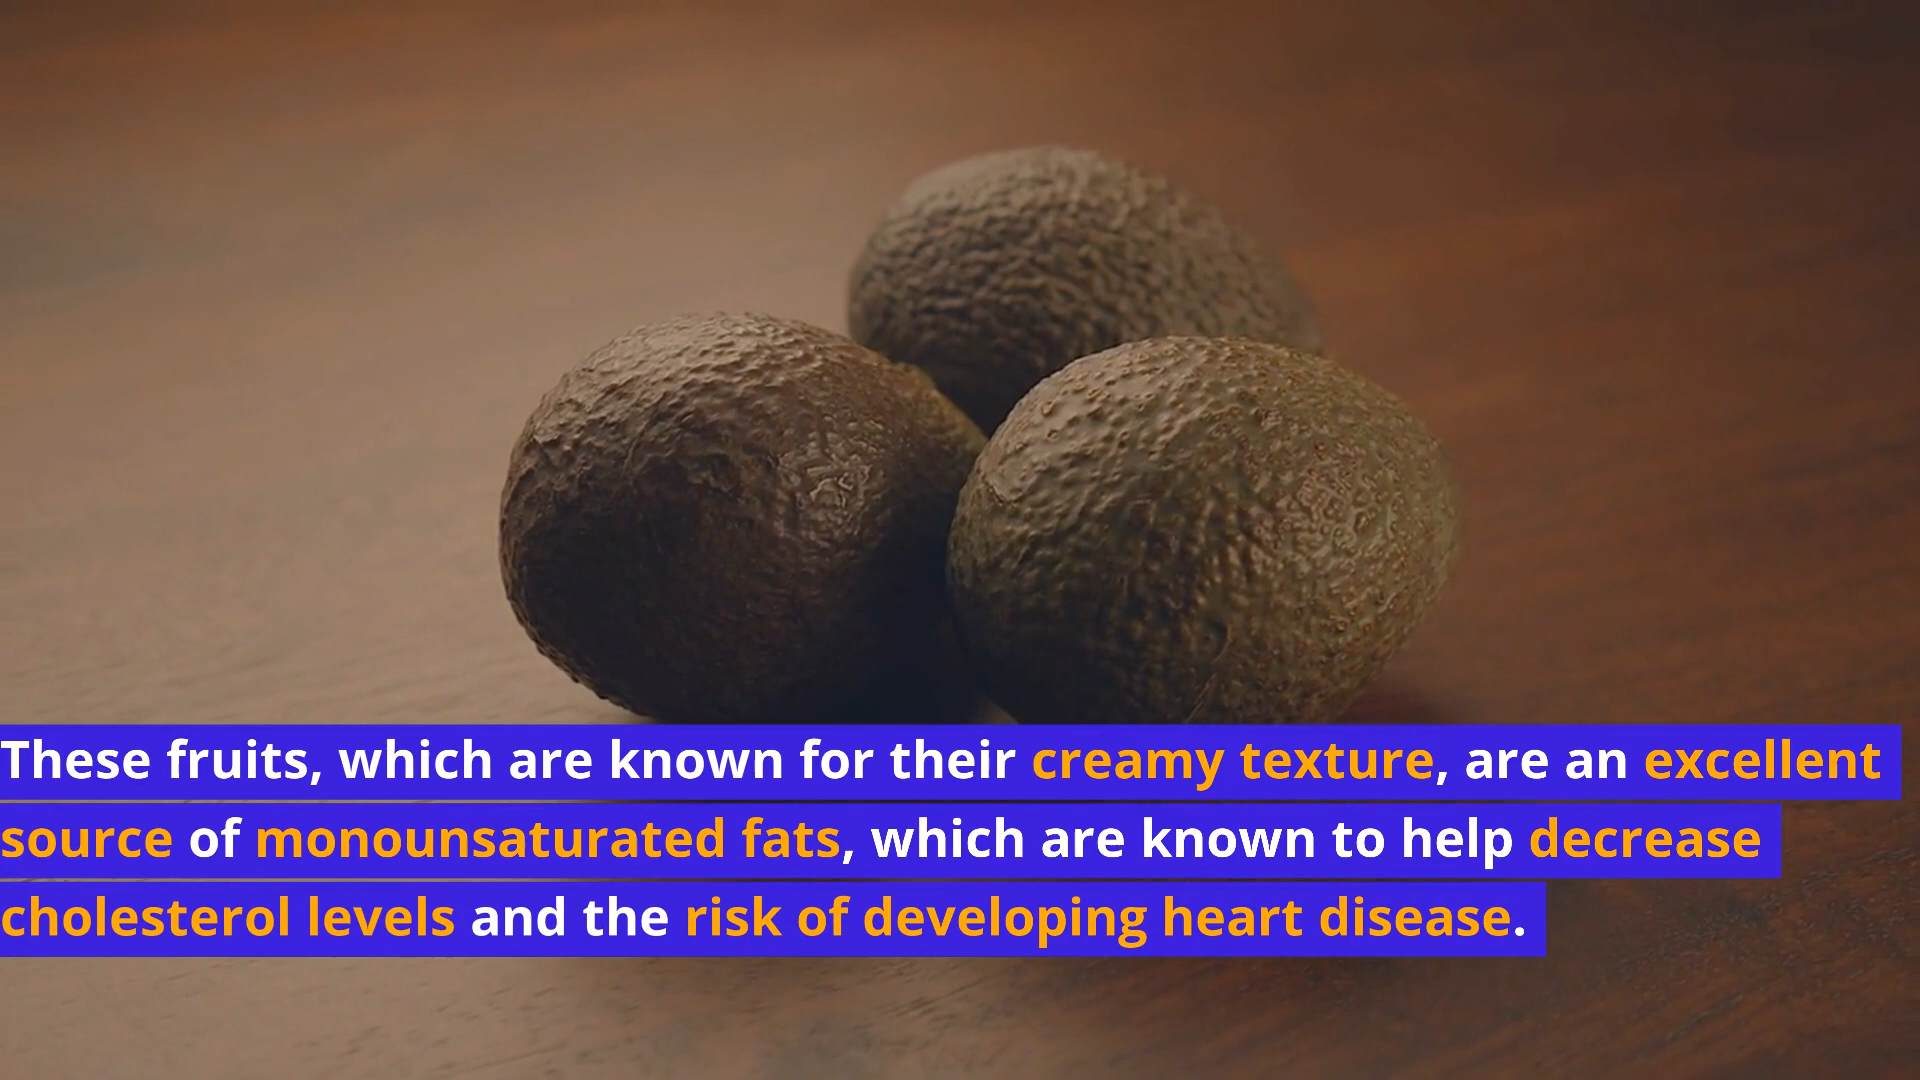 These fruits, which are known for their creamy texture, are an excellent
source of monounsaturated fats, which are known to help decrease
cholesterol levels and the risk of developing heart disease.